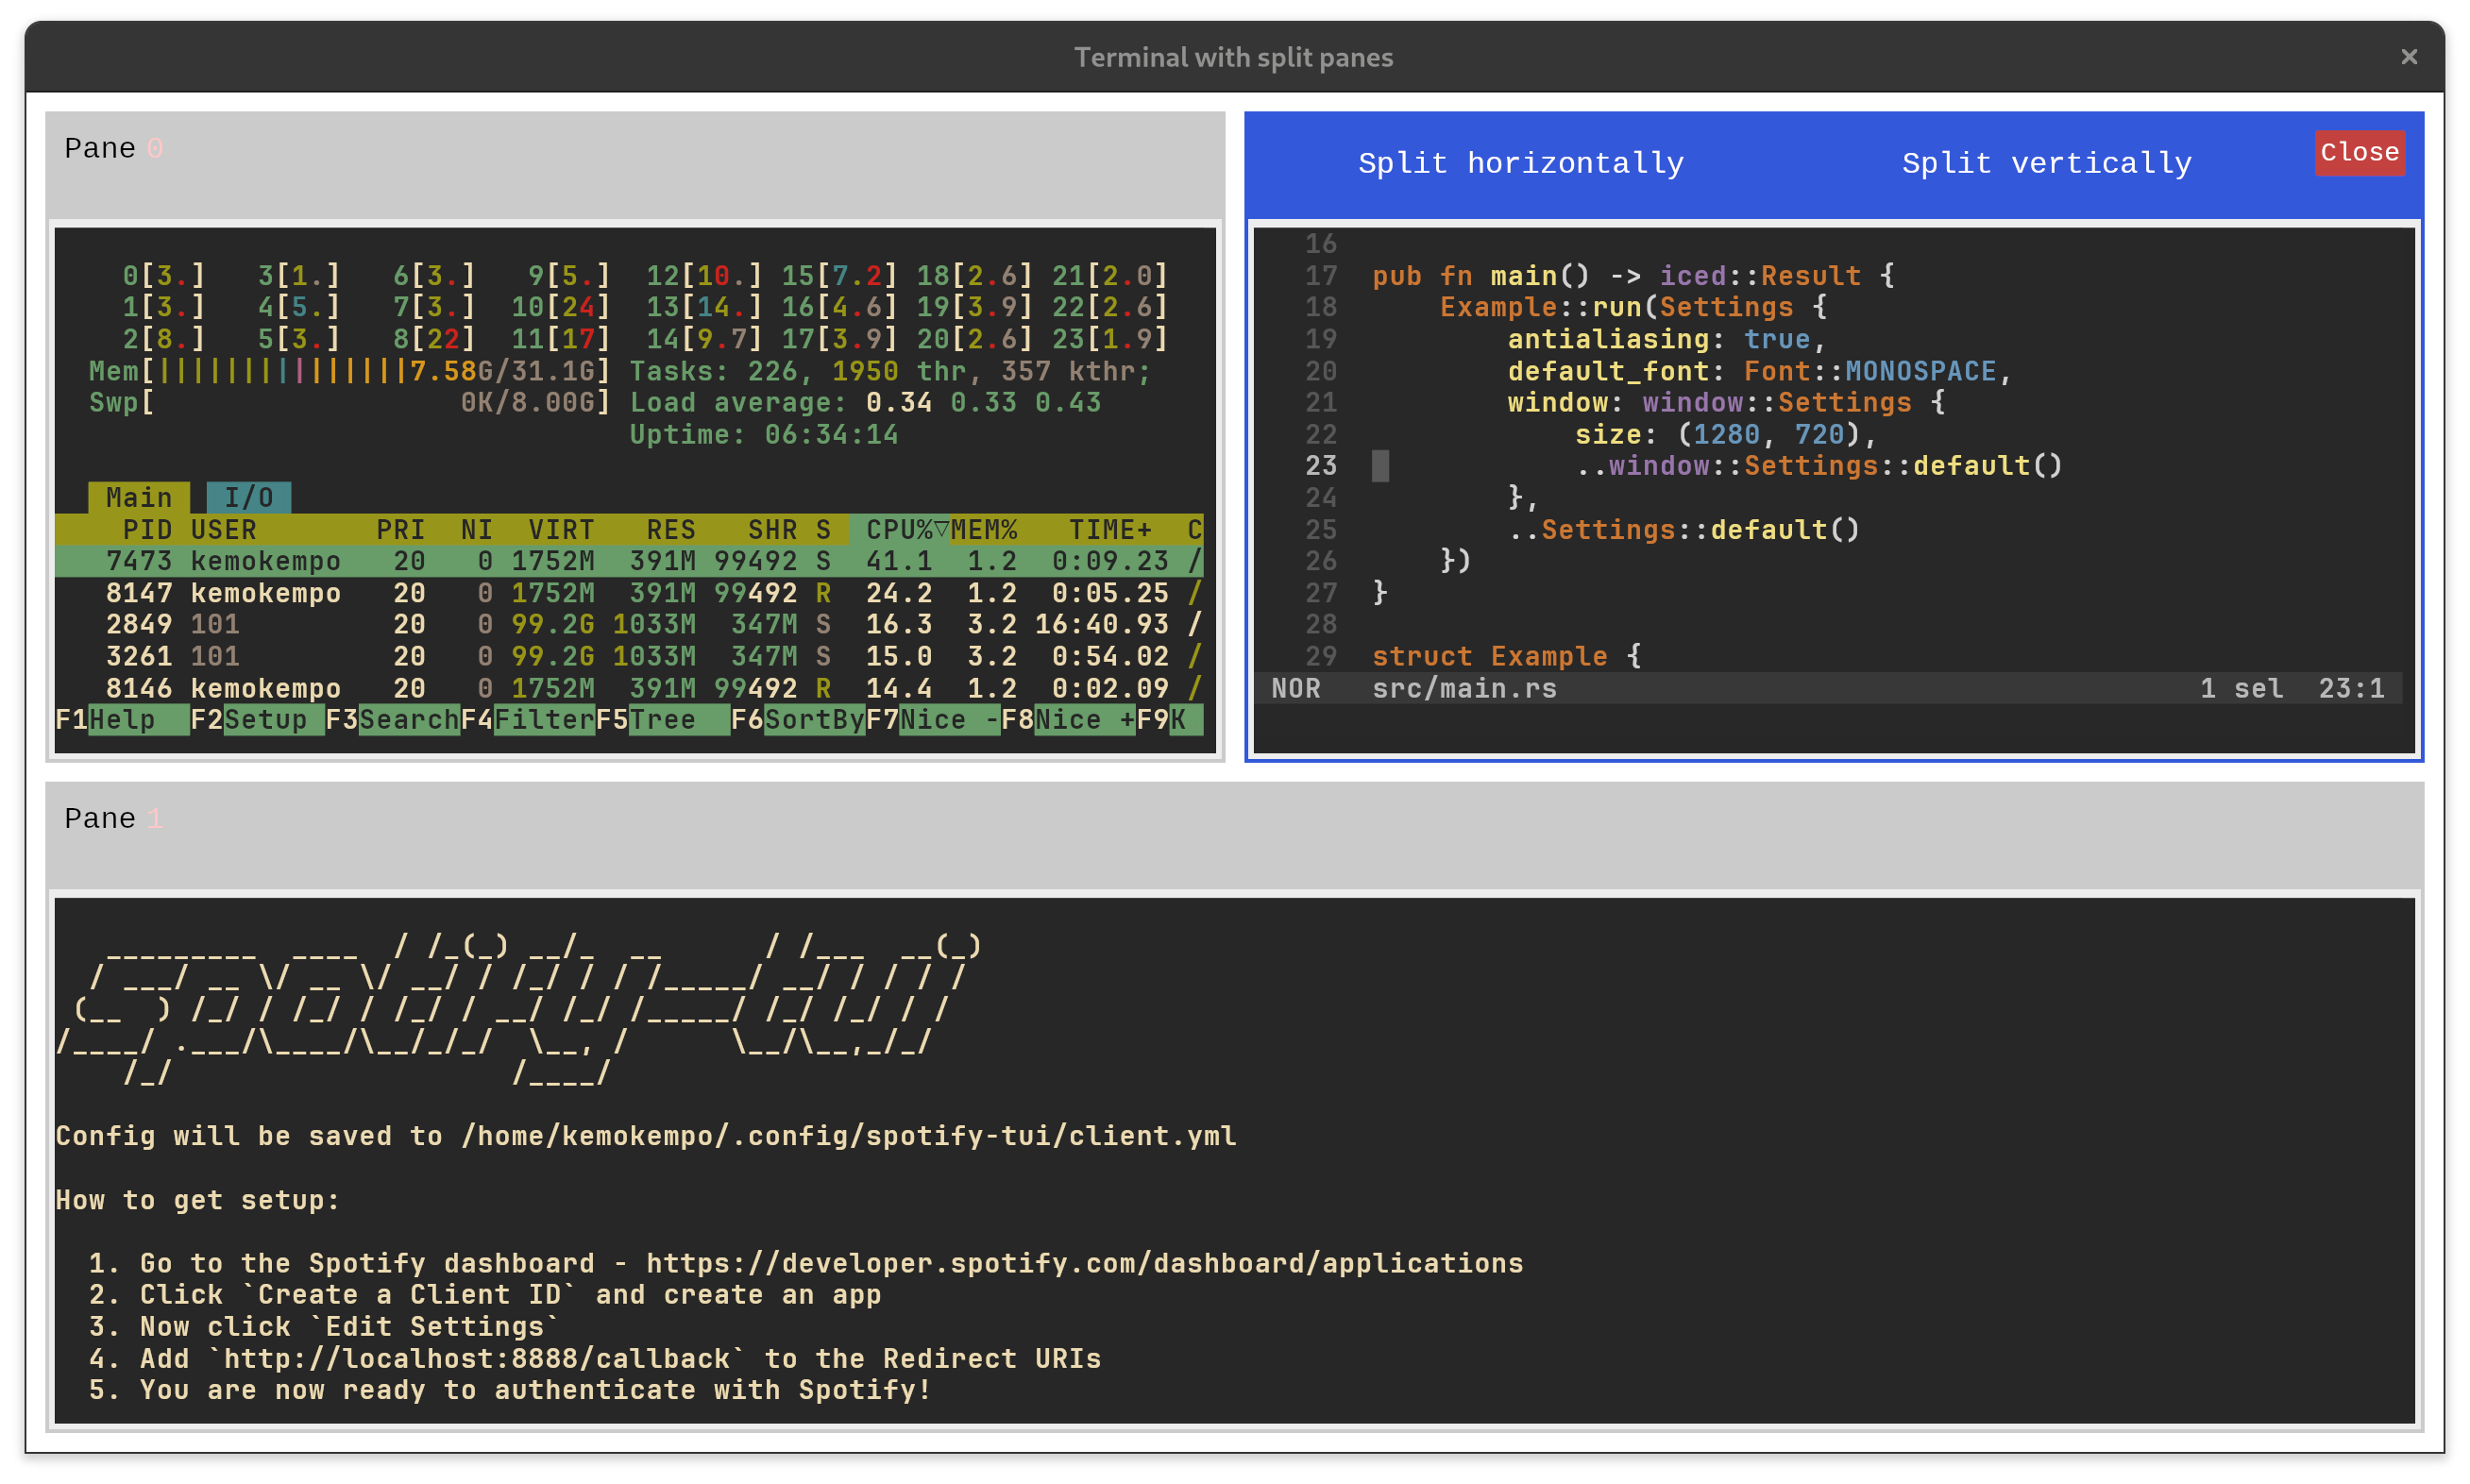 Terminal with split panes ×
Pane 0
  0[3.]   3[1.]   6[3.]   9[5.]  12[10.] 15[7.2] 18[2.6] 21[2.0]
  1[3.]   4[5.]   7[3.]  10[24]  13[14.] 16[4.6] 19[3.9] 22[2.6]
  2[8.]   5[3.]   8[22]  11[17]  14[9.7] 17[3.9] 20[2.6] 23[1.9]
Mem[|||||||||||||||7.58G/31.1G] Tasks: 226, 1950 thr, 357 kthr;
Swp[                  0K/8.00G] Load average: 0.34 0.33 0.43
Uptime: 06:34:14
Main  I/O
PID USER       PRI  NI  VIRT   RES   SHR S  CPU%▽MEM%   TIME+  C
7473 kemokempo   20   0 1752M  391M 99492 S  41.1  1.2  0:09.23 /
8147 kemokempo   20   0 1752M  391M 99492 R  24.2  1.2  0:05.25 /
2849 101         20   0 99.2G 1033M  347M S  16.3  3.2 16:40.93 /
3261 101         20   0 99.2G 1033M  347M S  15.0  3.2  0:54.02 /
8146 kemokempo   20   0 1752M  391M 99492 R  14.4  1.2  0:02.09 /
F1Help  F2Setup F3SearchF4FilterF5Tree  F6SortByF7Nice -F8Nice +F9K
Split horizontally Split vertically Close
16
17  pub fn main() -> iced::Result {
18      Example::run(Settings {
19          antialiasing: true,
20          default_font: Font::MONOSPACE,
21          window: window::Settings {
22              size: (1280, 720),
23              ..window::Settings::default()
24          },
25          ..Settings::default()
26      })
27  }
28
29  struct Example {
NOR   src/main.rs 1 sel  23:1
Pane 1
   _________  ____  / /_(_) __/_  __      / /___  __(_)
  / ___/ __ \/ __ \/ __/ / /_/ / / /_____/ __/ / / / /
 (__  ) /_/ / /_/ / /_/ / __/ /_/ /_____/ /_/ /_/ / /
/____/ .___/\____/\__/_/_/  \__, /      \__/\__,_/_/
    /_/                    /____/
Config will be saved to /home/kemokempo/.config/spotify-tui/client.yml
How to get setup:
  1. Go to the Spotify dashboard - https://developer.spotify.com/dashboard/applications
  2. Click `Create a Client ID` and create an app
  3. Now click `Edit Settings`
  4. Add `http://localhost:8888/callback` to the Redirect URIs
  5. You are now ready to authenticate with Spotify!